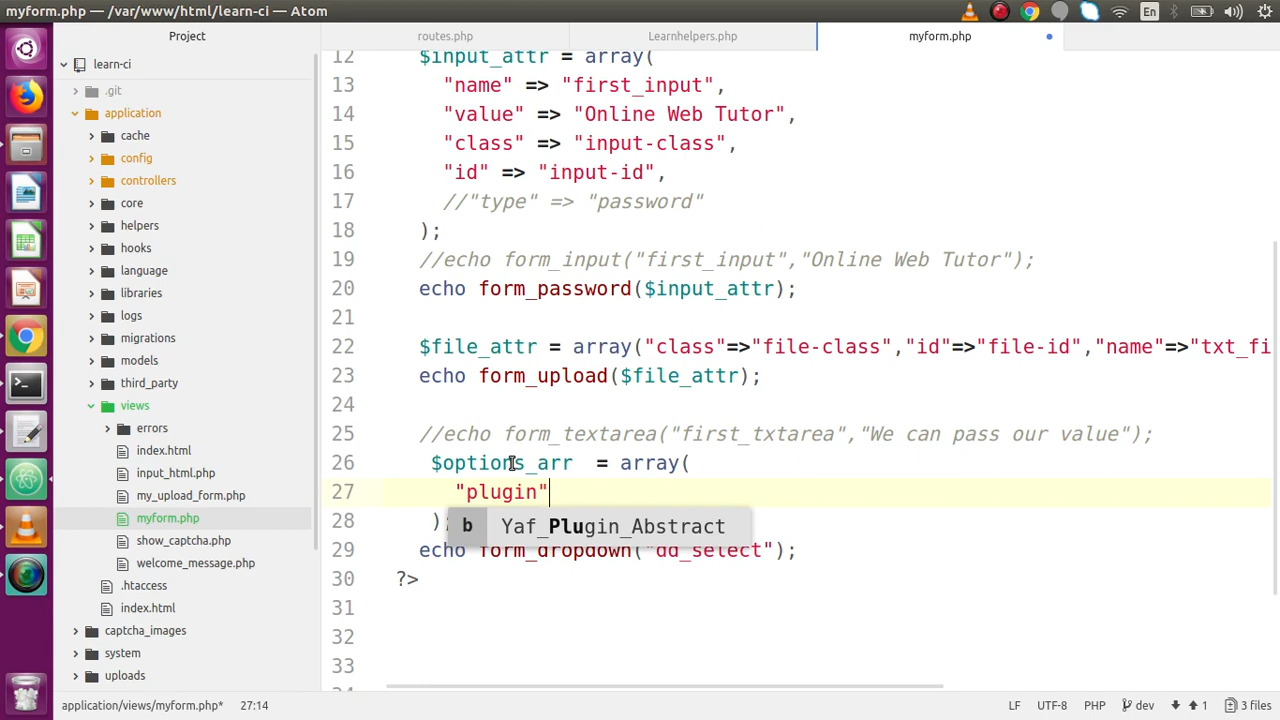 myform.php — /var/www/html/learn-ci — Atom
En
Project
routes.php
Learnhelpers.php
myform.php
learn-ci
.git
application
cache
config
controllers
core
helpers
hooks
language
libraries
logs
migrations
models
third_party
views
errors
index.html
input_html.php
my_upload_form.php
myform.php
show_captcha.php
welcome_message.php
.htaccess
index.html
captcha_images
system
uploads
12 $input_attr = array(
13 "name" => "first_input",
14 "value" => "Online Web Tutor",
15 "class" => "input-class",
16 "id" => "input-id",
17 //"type" => "password"
18 );
19 //echo form_input("first_input","Online Web Tutor");
20 echo form_password($input_attr);
21
22 $file_attr = array("class"=>"file-class","id"=>"file-id","name"=>"txt_fi
23 echo form_upload($file_attr);
24
25 //echo form_textarea("first_txtarea","We can pass our value");
26 $options_arr = array(
27 "plugin"
28 );
b Yaf_Plugin_Abstract
29 echo form_dropdown("dd_select");
30 ?>
31
32
33
application/views/myform.php* 27:14
LF UTF-8 PHP dev 1 3 files